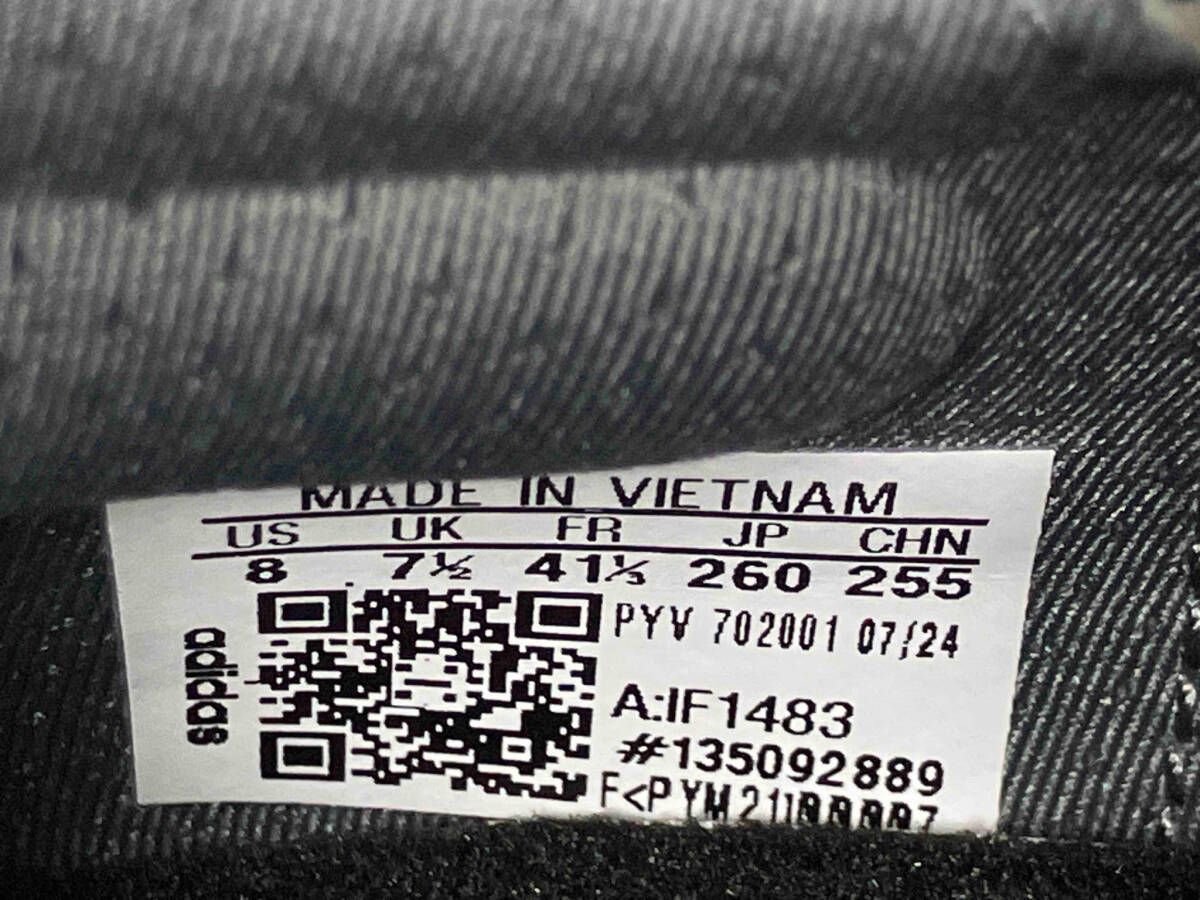 MADE IN VIETNAM
US UK FR JP CHN
8 7½ 41⅓ 260 255
PYV 702001 07/24
adidas
A:IF1483
#135092889